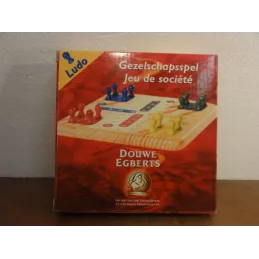 Ludo
Gezelschapsspel
Jeu de société
DOUWE
EGBERTS